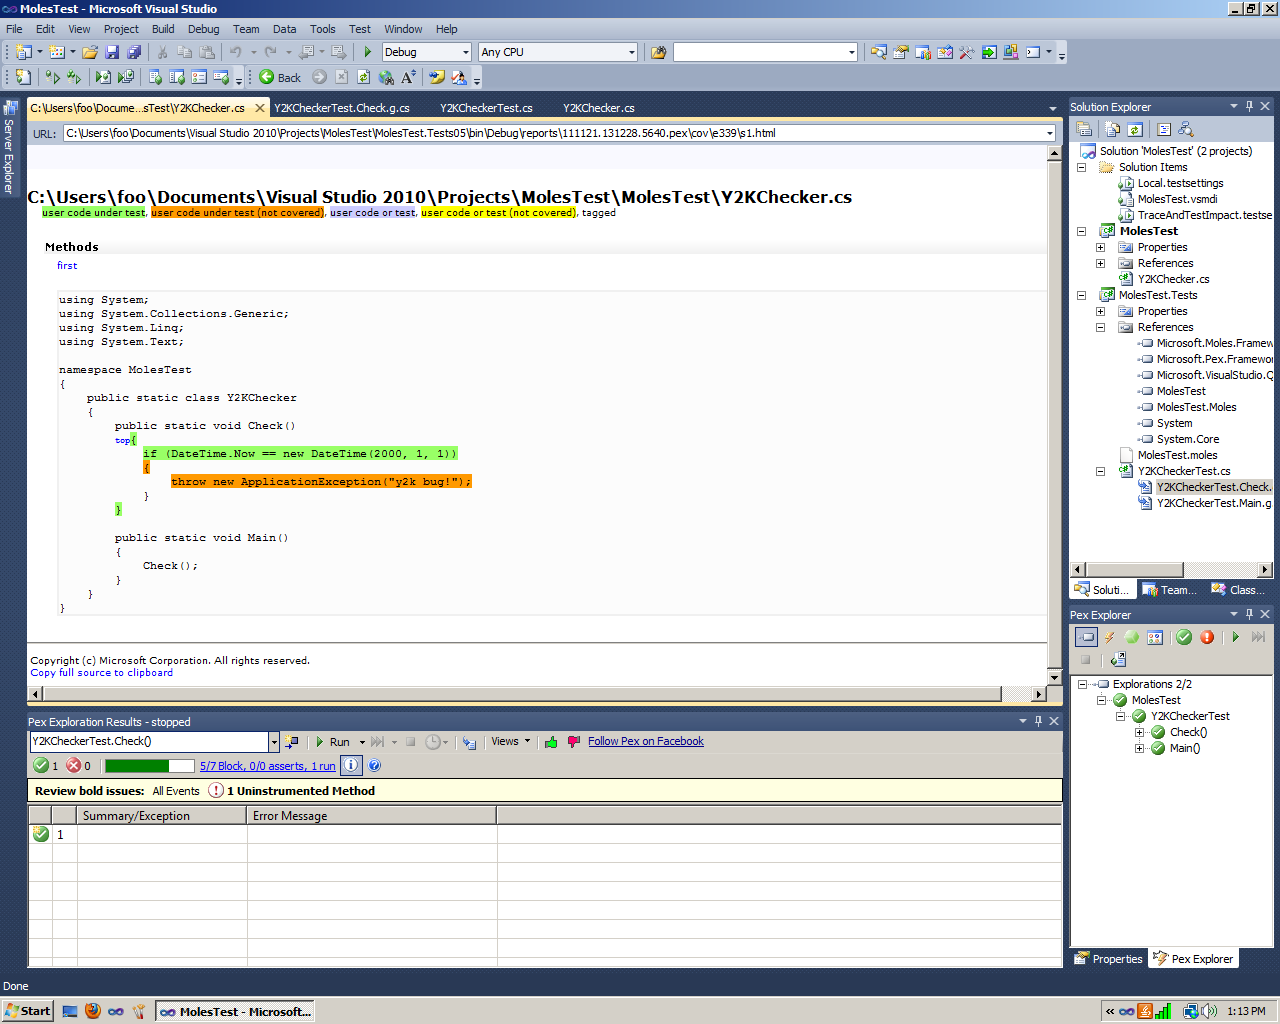 MolesTest - Microsoft Visual Studio
File Edit View Project Build Debug Team Data Tools Test Window Help
Debug Any CPU
Back
C:\Users\foo\Docume...sTest\Y2KChecker.cs Y2KCheckerTest.Check.g.cs Y2KCheckerTest.cs Y2KChecker.cs
Server Explorer
URL: C:\Users\foo\Documents\Visual Studio 2010\Projects\MolesTest\MolesTest.Tests05\bin\Debug\reports\111121.131228.5640.pex\cov\e339\s1.html
C:\Users\foo\Documents\Visual Studio 2010\Projects\MolesTest\MolesTest\Y2KChecker.cs
user code under test, user code under test (not covered), user code or test, user code or test (not covered), tagged
Methods
first
using System;
using System.Collections.Generic;
using System.Linq;
using System.Text;
namespace MolesTest
{
public static class Y2KChecker
{
public static void Check()
top{
if (DateTime.Now == new DateTime(2000, 1, 1))
{
throw new ApplicationException("y2k bug!");
}
}
public static void Main()
{
Check();
}
}
}
Copyright (c) Microsoft Corporation. All rights reserved.
Copy full source to clipboard
Pex Exploration Results - stopped
Y2KCheckerTest.Check() Run Views Follow Pex on Facebook
1 0 5/7 Block, 0/0 asserts, 1 run
Review bold issues: All Events 1 Uninstrumented Method
Summary/Exception Error Message
1
Solution Explorer
Solution 'MolesTest' (2 projects)
Solution Items
Local.testsettings
MolesTest.vsmdi
TraceAndTestImpact.testse
MolesTest
Properties
References
Y2KChecker.cs
MolesTest.Tests
Properties
References
Microsoft.Moles.Framew
Microsoft.Pex.Framewor
Microsoft.VisualStudio.Q
MolesTest
MolesTest.Moles
System
System.Core
MolesTest.moles
Y2KCheckerTest.cs
Y2KCheckerTest.Check.
Y2KCheckerTest.Main.g
Soluti... Team... Class...
Pex Explorer
Explorations 2/2
MolesTest
Y2KCheckerTest
Check()
Main()
Properties Pex Explorer
Done
Start MolesTest - Microsoft... 1:13 PM